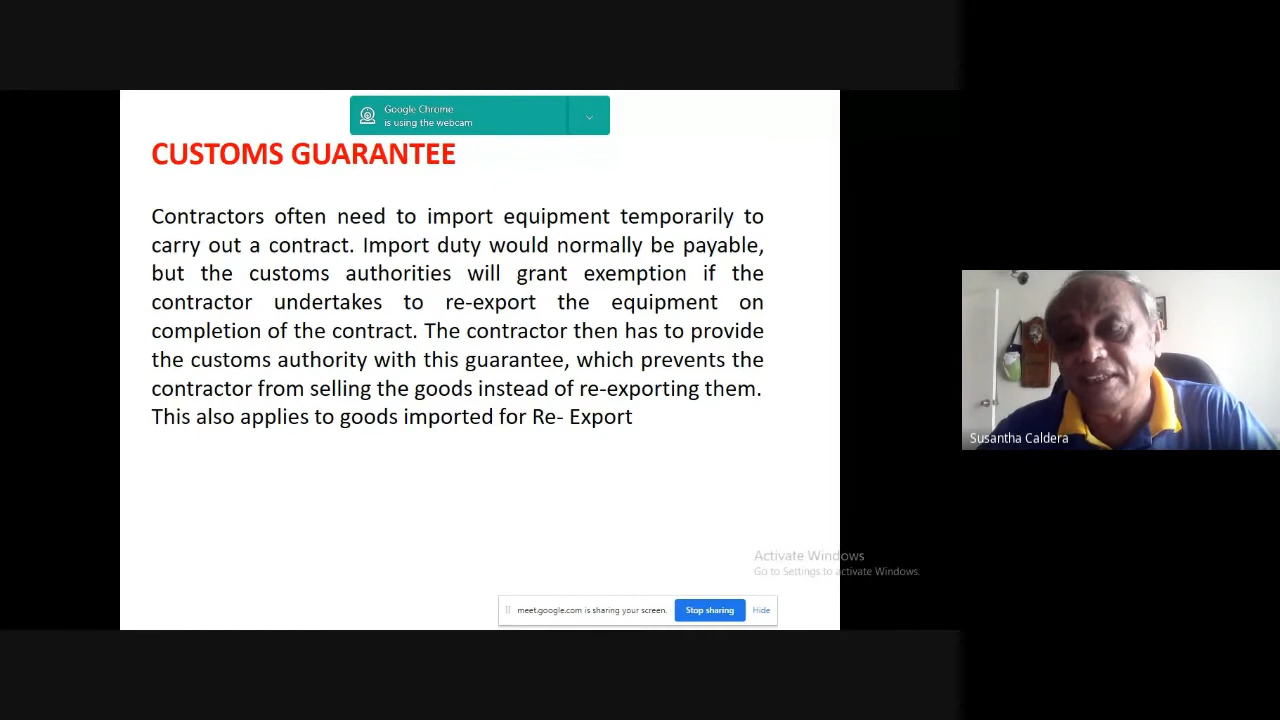 Google Chrome
is using the webcam
CUSTOMS GUARANTEE
Contractors often need to import equipment temporarily to
carry out a contract. Import duty would normally be payable,
but the customs authorities will grant exemption if the
contractor undertakes to re-export the equipment on
completion of the contract. The contractor then has to provide
the customs authority with this guarantee, which prevents the
contractor from selling the goods instead of re-exporting them.
This also applies to goods imported for Re- Export
Susantha Caldera
Activate Windows
Go to Settings to activate Windows.
meet.google.com is sharing your screen. Stop sharing Hide